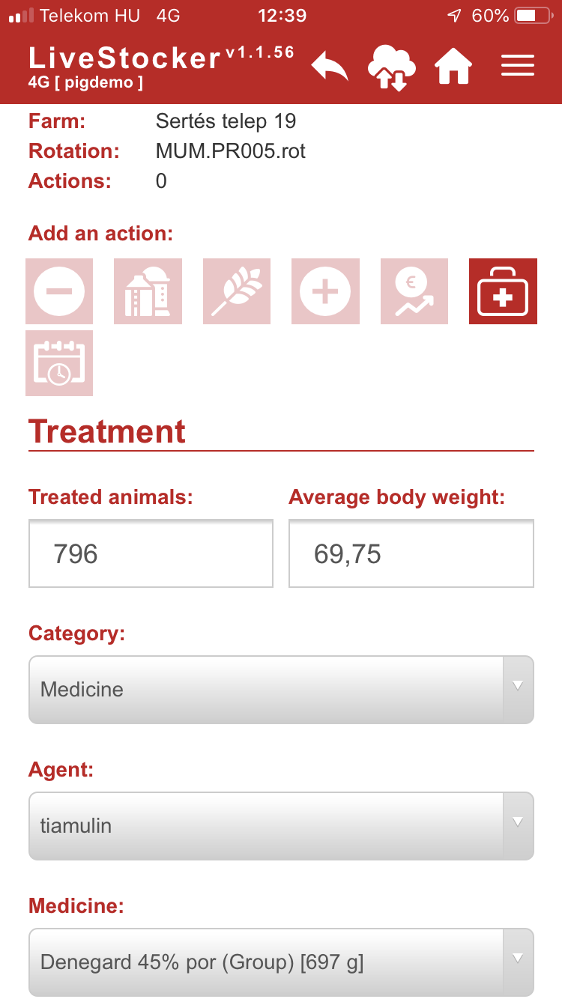 Telekom HU 4G 12:39 60%
LiveStocker v1.1.56
4G [ pigdemo ]
Farm: Sertés telep 19
Rotation: MUM.PR005.rot
Actions: 0
Add an action:
€
Treatment
Treated animals: Average body weight:
796 69,75
Category:
Medicine
Agent:
tiamulin
Medicine:
Denegard 45% por (Group) [697 g]